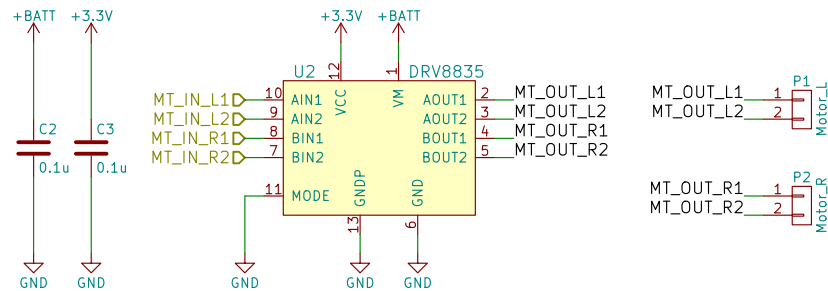 +BATT
+3.3V
C2
0.1u
C3
0.1u
GND
GND
+3.3V
+BATT
U2
DRV8835
12
1
VCC
VM
MT_IN_L1
10
AIN1
MT_IN_L2
9
AIN2
MT_IN_R1
8
BIN1
MT_IN_R2
7
BIN2
11
MODE
AOUT1
2
MT_OUT_L1
AOUT2
3
MT_OUT_L2
BOUT1
4
MT_OUT_R1
BOUT2
5
MT_OUT_R2
GNDP
GND
13
6
GND
GND
GND
P1
MT_OUT_L1
1
MT_OUT_L2
2
Motor_L
P2
MT_OUT_R1
1
MT_OUT_R2
2
Motor_R